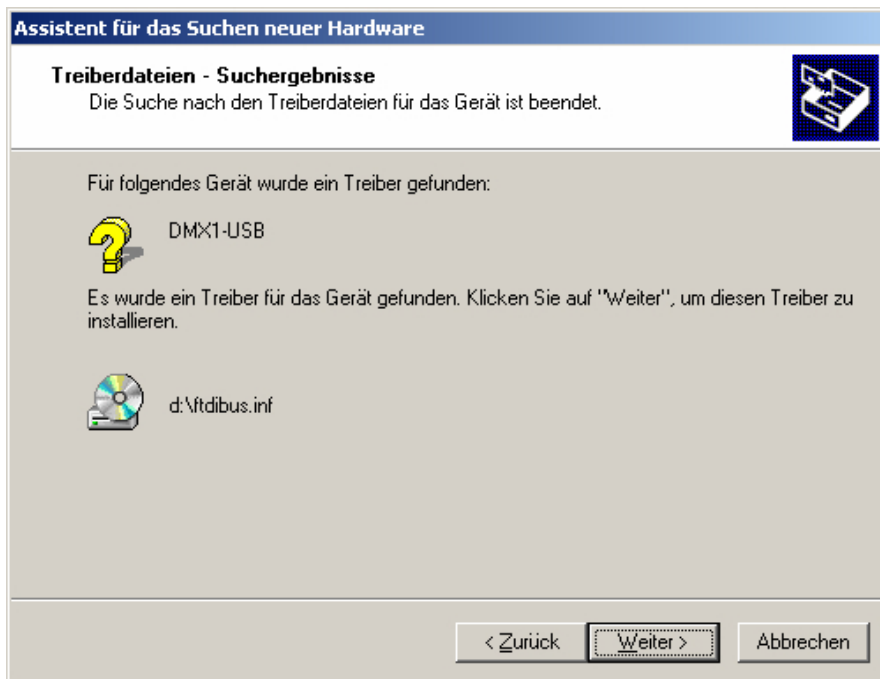 Assistent für das Suchen neuer Hardware
Treiberdateien - Suchergebnisse
Die Suche nach den Treiberdateien für das Gerät ist beendet.
Für folgendes Gerät wurde ein Treiber gefunden:
DMX1-USB
Es wurde ein Treiber für das Gerät gefunden. Klicken Sie auf "Weiter", um diesen Treiber zu
installieren.
d:\ftdibus.inf
< Zurück Weiter > Abbrechen